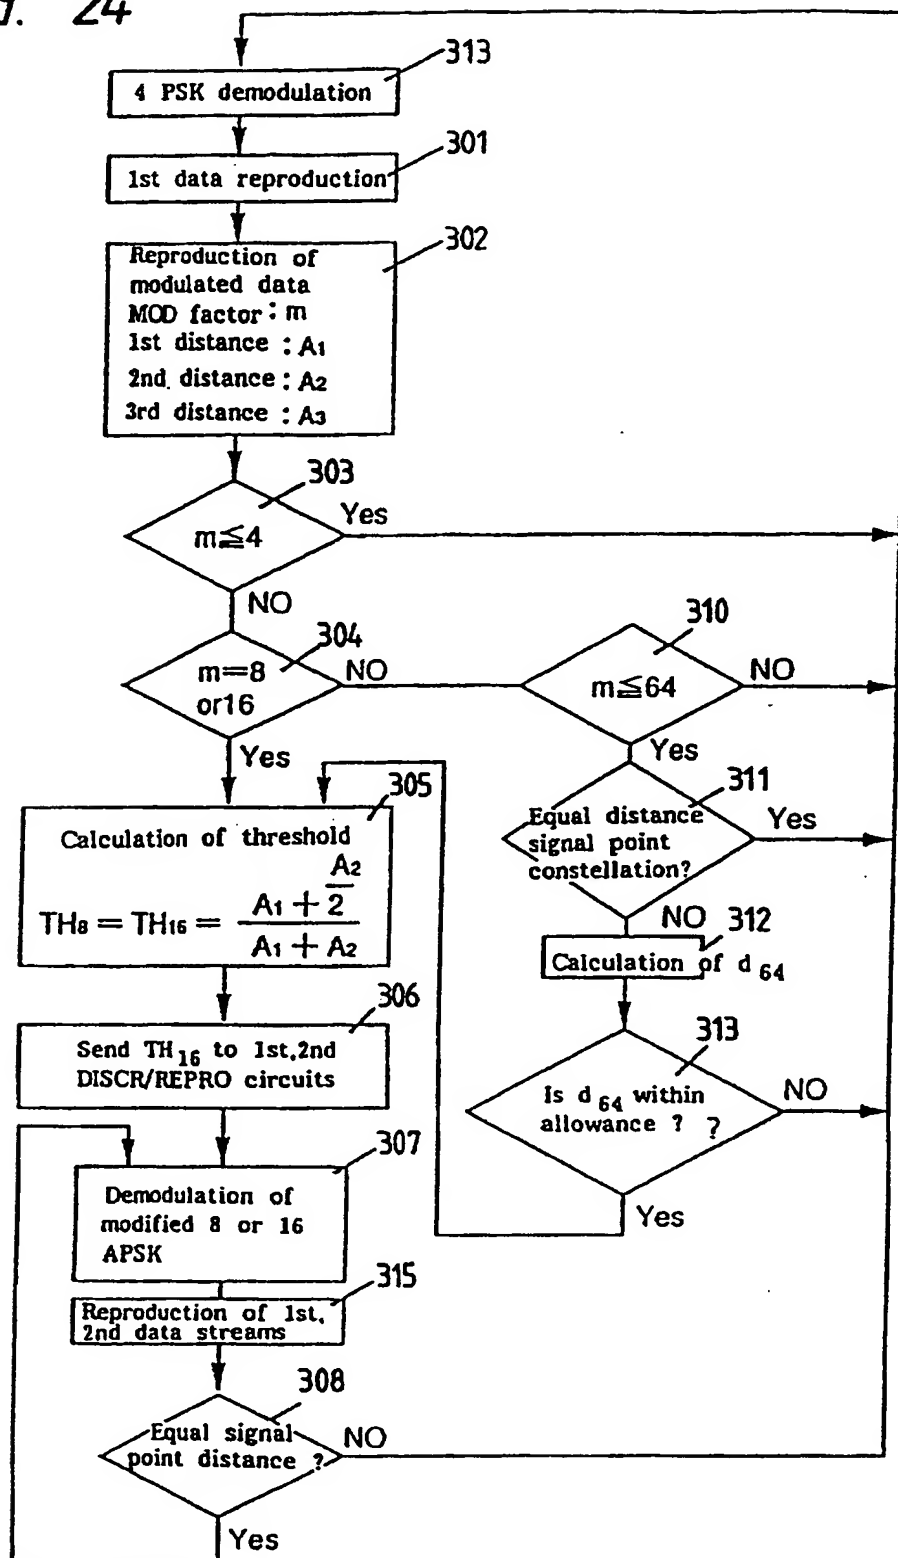 24
313
4 PSK demodulation
301
1st data reproduction
302
Reproduction of
modulated data
MOD factor : m
1st distance : A1
2nd. distance : A2
3rd distance : A3
303
m≦4
Yes
NO
304
m=8
or16
NO
Yes
310
m≦64
NO
Yes
311
Equal distance
signal point
constellation?
Yes
NO
312
Calculation of d 64
313
Is d 64 within
allowance ? ?
NO
Yes
305
Calculation of threshold
TH8 = TH16 = (A1 + A2/2) / (A1 + A2)
306
Send TH16 to 1st,2nd
DISCR/REPRO circuits
307
Demodulation of
modified 8 or 16
APSK
315
Reproduction of 1st,
2nd data streams
308
Equal signal
point distance ?
NO
Yes